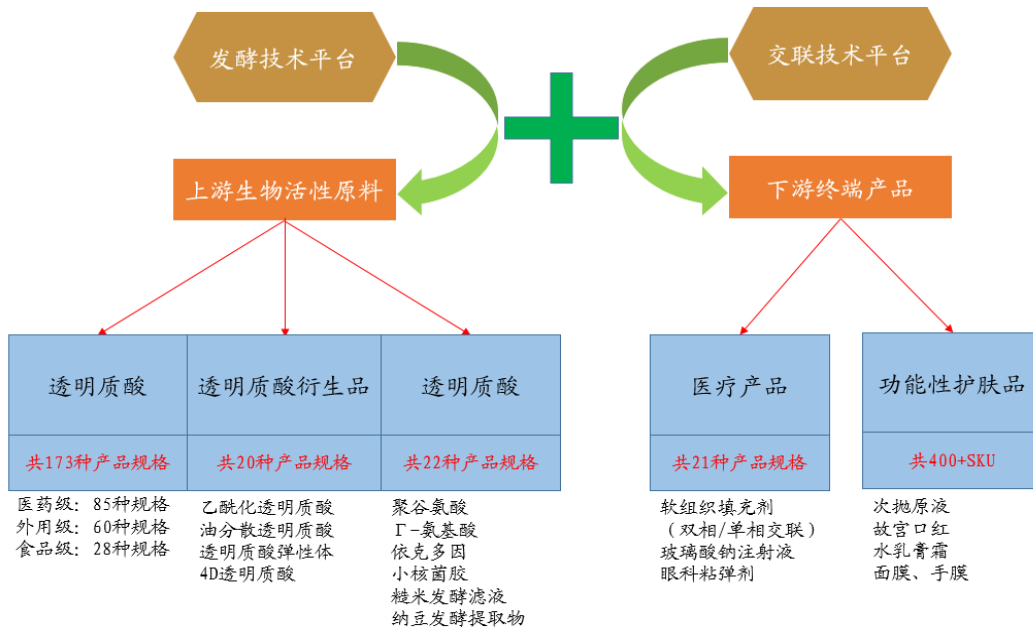 发酵技术平台
交联技术平台
上游生物活性原料
下游终端产品
透明质酸
透明质酸衍生品
透明质酸
医疗产品
功能性护肤品
共173种产品规格
共20种产品规格
共22种产品规格
共21种产品规格
共400+SKU
医药级：85种规格
外用级：60种规格
食品级：28种规格
乙酰化透明质酸
油分散透明质酸
透明质酸弹性体
4D透明质酸
聚谷氨酸
Γ-氨基酸
依克多因
小核菌胶
糙米发酵滤液
纳豆发酵提取物
软组织填充剂
（双相/单相交联）
玻璃酸钠注射液
眼科粘弹剂
次抛原液
故宫口红
水乳膏霜
面膜、手膜